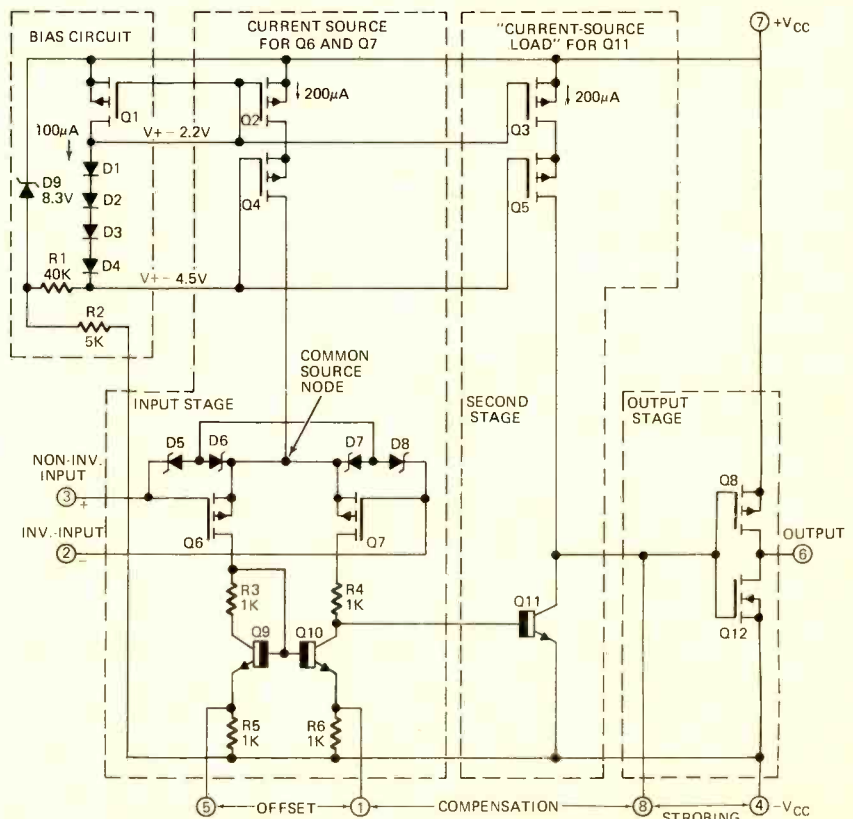 BIAS CIRCUIT
CURRENT SOURCE
FOR Q6 AND Q7
"CURRENT-SOURCE
LOAD" FOR Q11
7 +VCC
Q1
Q2
200µA
Q3
200µA
100µA
V+ - 2.2V
D1
D9
8.3V
D2
Q4
Q5
D3
R1
40K
D4
V+ - 4.5V
R2
5K
COMMON
SOURCE
NODE
INPUT STAGE
SECOND
STAGE
OUTPUT
STAGE
D5
D6
D7
D8
NON-INV.
INPUT
3 +
Q8
INV.-INPUT
2 -
Q6
Q7
OUTPUT
6
R3
1K
R4
1K
Q9
Q10
Q11
Q12
R5
1K
R6
1K
5 OFFSET 1 COMPENSATION 8 STROBING 4 -VCC